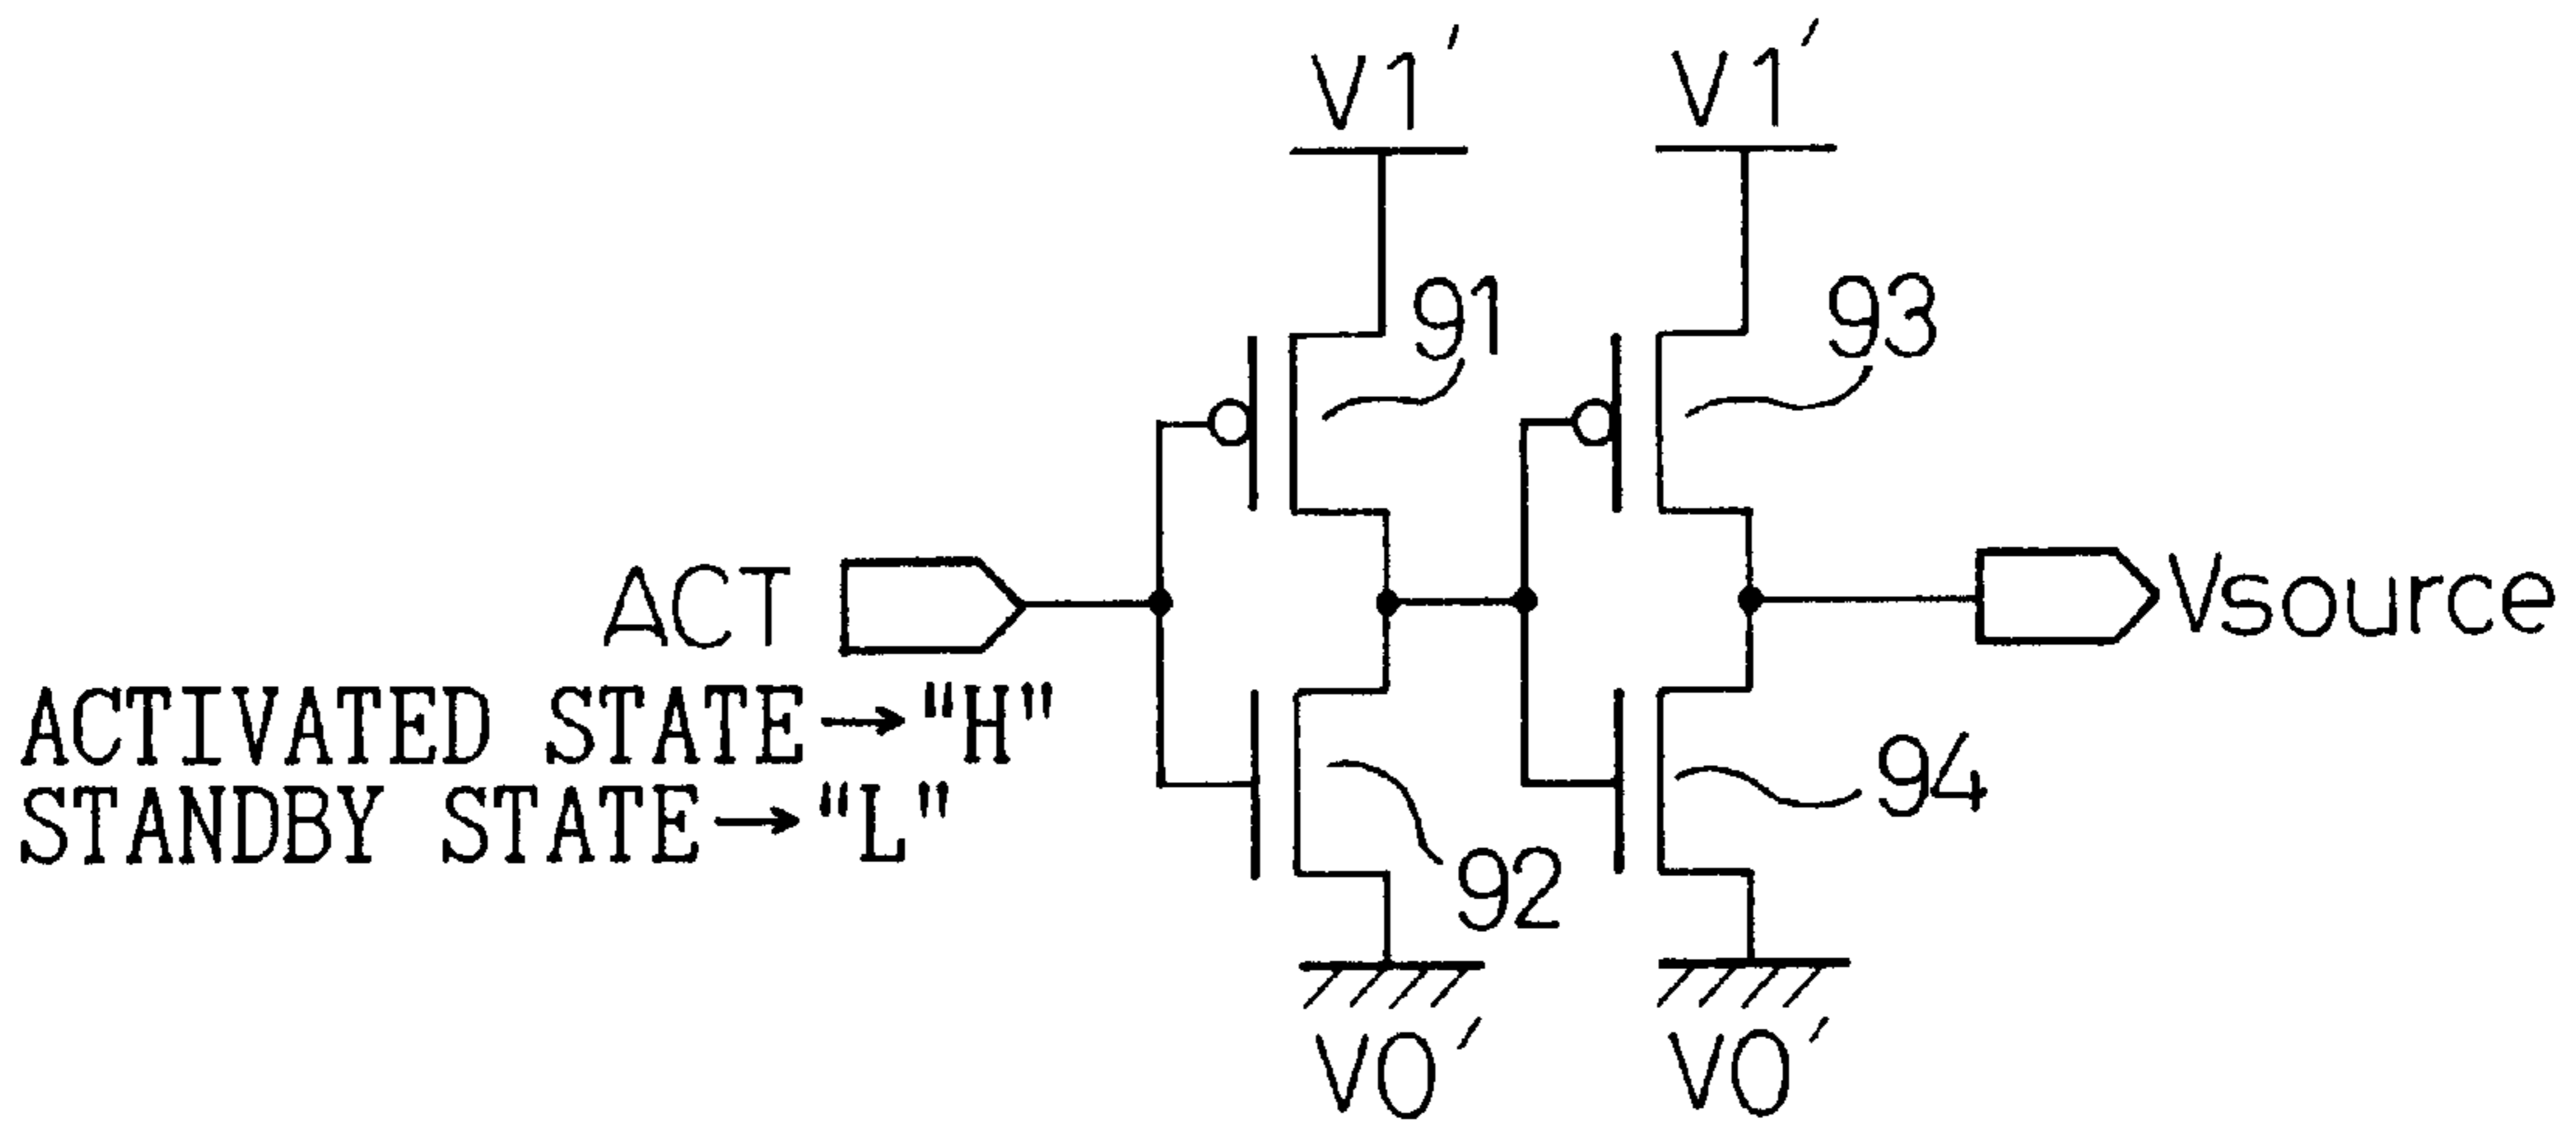 V1′ V1′
91 93
ACT Vsource
ACTIVATED STATE→"H"
STANDBY STATE→"L"
94
92
V0′ V0′